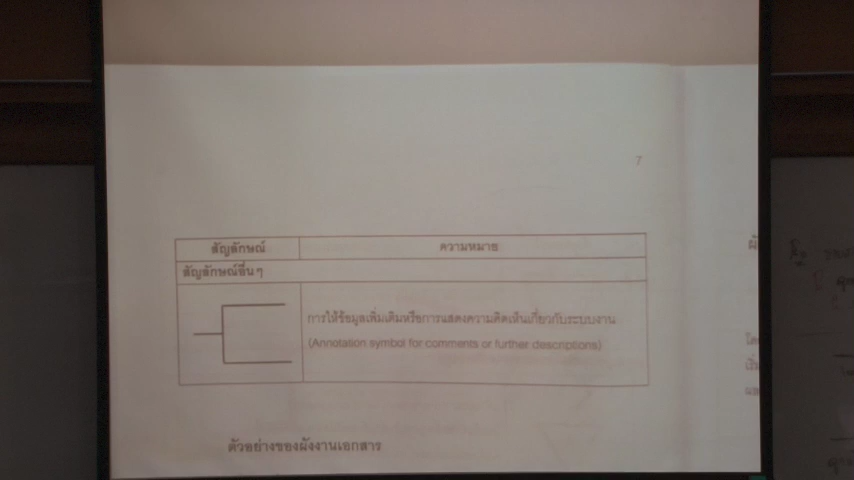 7
สัญลักษณ์ ความหมาย
สัญลักษณ์อื่น ๆ
การให้ข้อมูลเพิ่มเติมหรือการแสดงความคิดเห็นเกี่ยวกับระบบงาน
(Annotation symbol for comments or further descriptions)
ตัวอย่างของผังงานเอกสาร